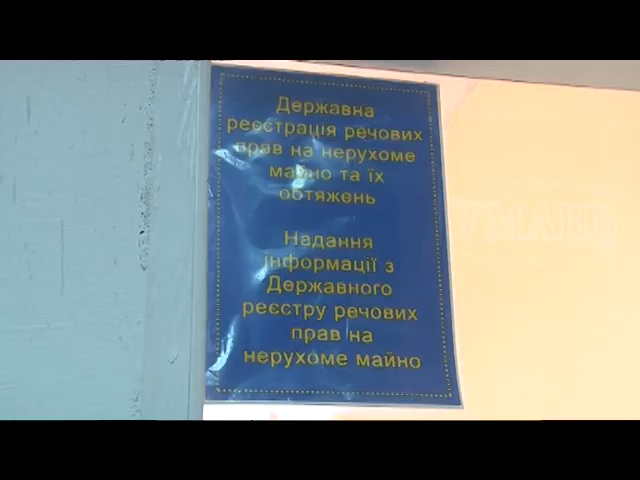 Державна
реєстрація речових
прав на нерухоме
майно та їх
обтяжень
Надання
інформації з
Державного
реєстру речових
прав на
нерухоме майно